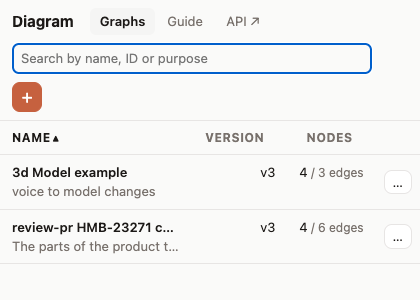 Diagram Graphs Guide API ↗
Search by name, ID or purpose
+
NAME▲ VERSION NODES
3d Model example v3 4 / 3 edges ...
voice to model changes
review-pr HMB-23271 c... v3 4 / 6 edges ...
The parts of the product t...